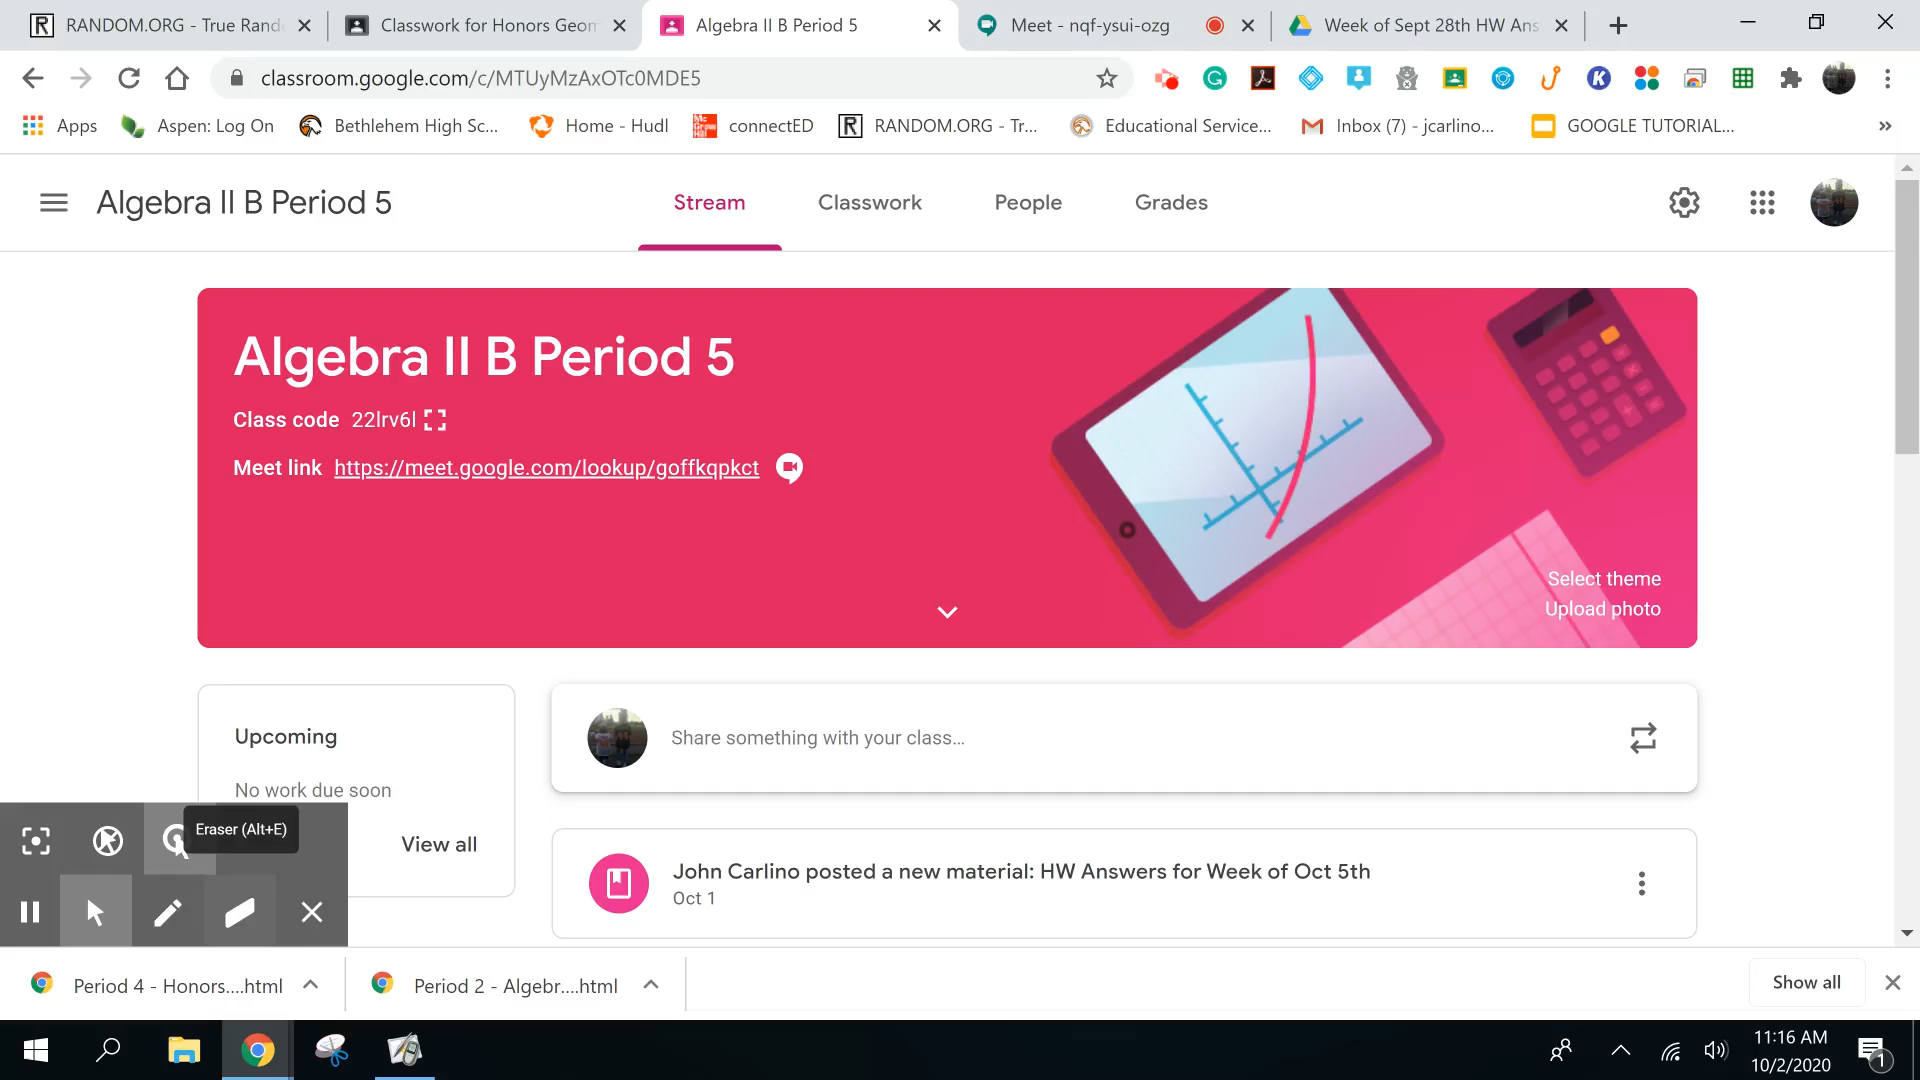 RANDOM.ORG - True Rand
Classwork for Honors Geom
Algebra II B Period 5
Meet - nqf-ysui-ozg
Week of Sept 28th HW Ans
classroom.google.com/c/MTUyMzAxOTc0MDE5
Apps
Aspen: Log On
Bethlehem High Sc...
Home - Hudl
connectED
RANDOM.ORG - Tr...
Educational Service...
Inbox (7) - jcarlino...
GOOGLE TUTORIAL...
Algebra II B Period 5
Stream
Classwork
People
Grades
Algebra II B Period 5
Class code 22lrv6l
Meet link https://meet.google.com/lookup/goffkqpkct
Select theme
Upload photo
Upcoming
No work due soon
View all
Share something with your class...
Eraser (Alt+E)
John Carlino posted a new material: HW Answers for Week of Oct 5th
Oct 1
Period 4 - Honors....html
Period 2 - Algebr....html
Show all
11:16 AM
10/2/2020
1